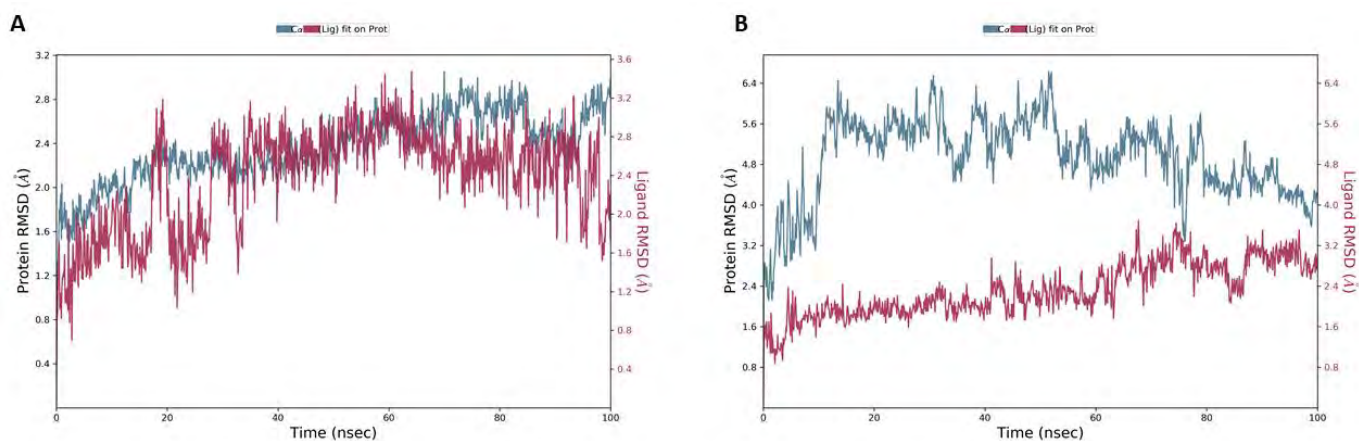 A
Cα (Lig) fit on Prot
3.2
2.8
2.4
2.0
1.6
1.2
0.8
0.4
Protein RMSD (Å)
3.6
3.2
2.8
2.4
2.0
1.6
1.2
0.8
0.4
Ligand RMSD (Å)
0 20 40 60 80 100
Time (nsec)
B
Cα (Lig) fit on Prot
6.4
5.6
4.8
4.0
3.2
2.4
1.6
0.8
Protein RMSD (Å)
6.4
5.6
4.8
4.0
3.2
2.4
1.6
0.8
Ligand RMSD (Å)
0 20 40 60 80 100
Time (nsec)